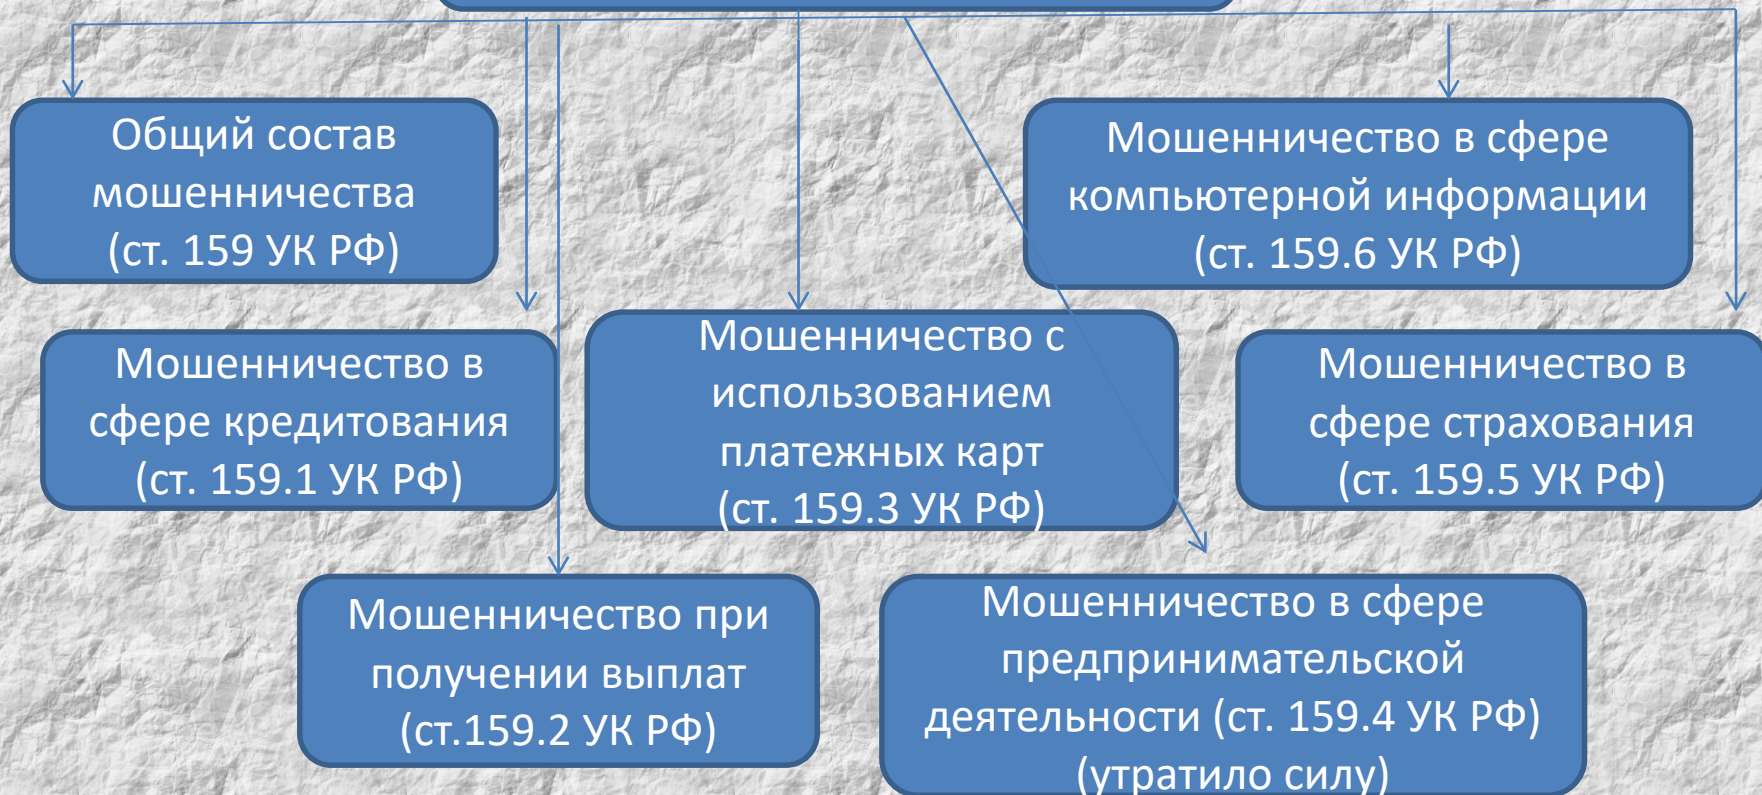 Общий состав
мошенничества
(ст. 159 УК РФ)
Мошенничество в сфере
компьютерной информации
(ст. 159.6 УК РФ)
Мошенничество в
сфере кредитования
(ст. 159.1 УК РФ)
Мошенничество с
использованием
платежных карт
(ст. 159.3 УК РФ)
Мошенничество в
сфере страхования
(ст. 159.5 УК РФ)
Мошенничество при
получении выплат
(ст.159.2 УК РФ)
Мошенничество в сфере
предпринимательской
деятельности (ст. 159.4 УК РФ)
(утратило силу)